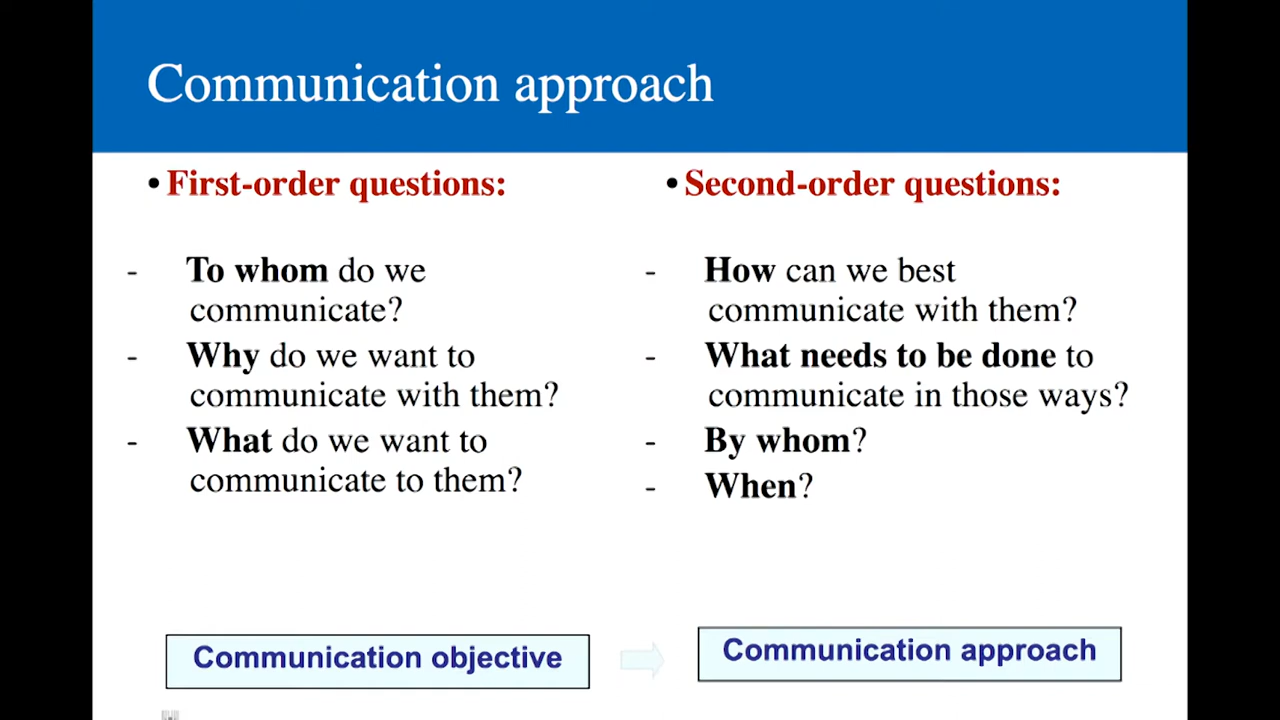 Communication approach
• First-order questions:
- To whom do we
communicate?
- Why do we want to
communicate with them?
- What do we want to
communicate to them?
• Second-order questions:
- How can we best
communicate with them?
- What needs to be done to
communicate in those ways?
- By whom?
- When?
Communication objective
Communication approach